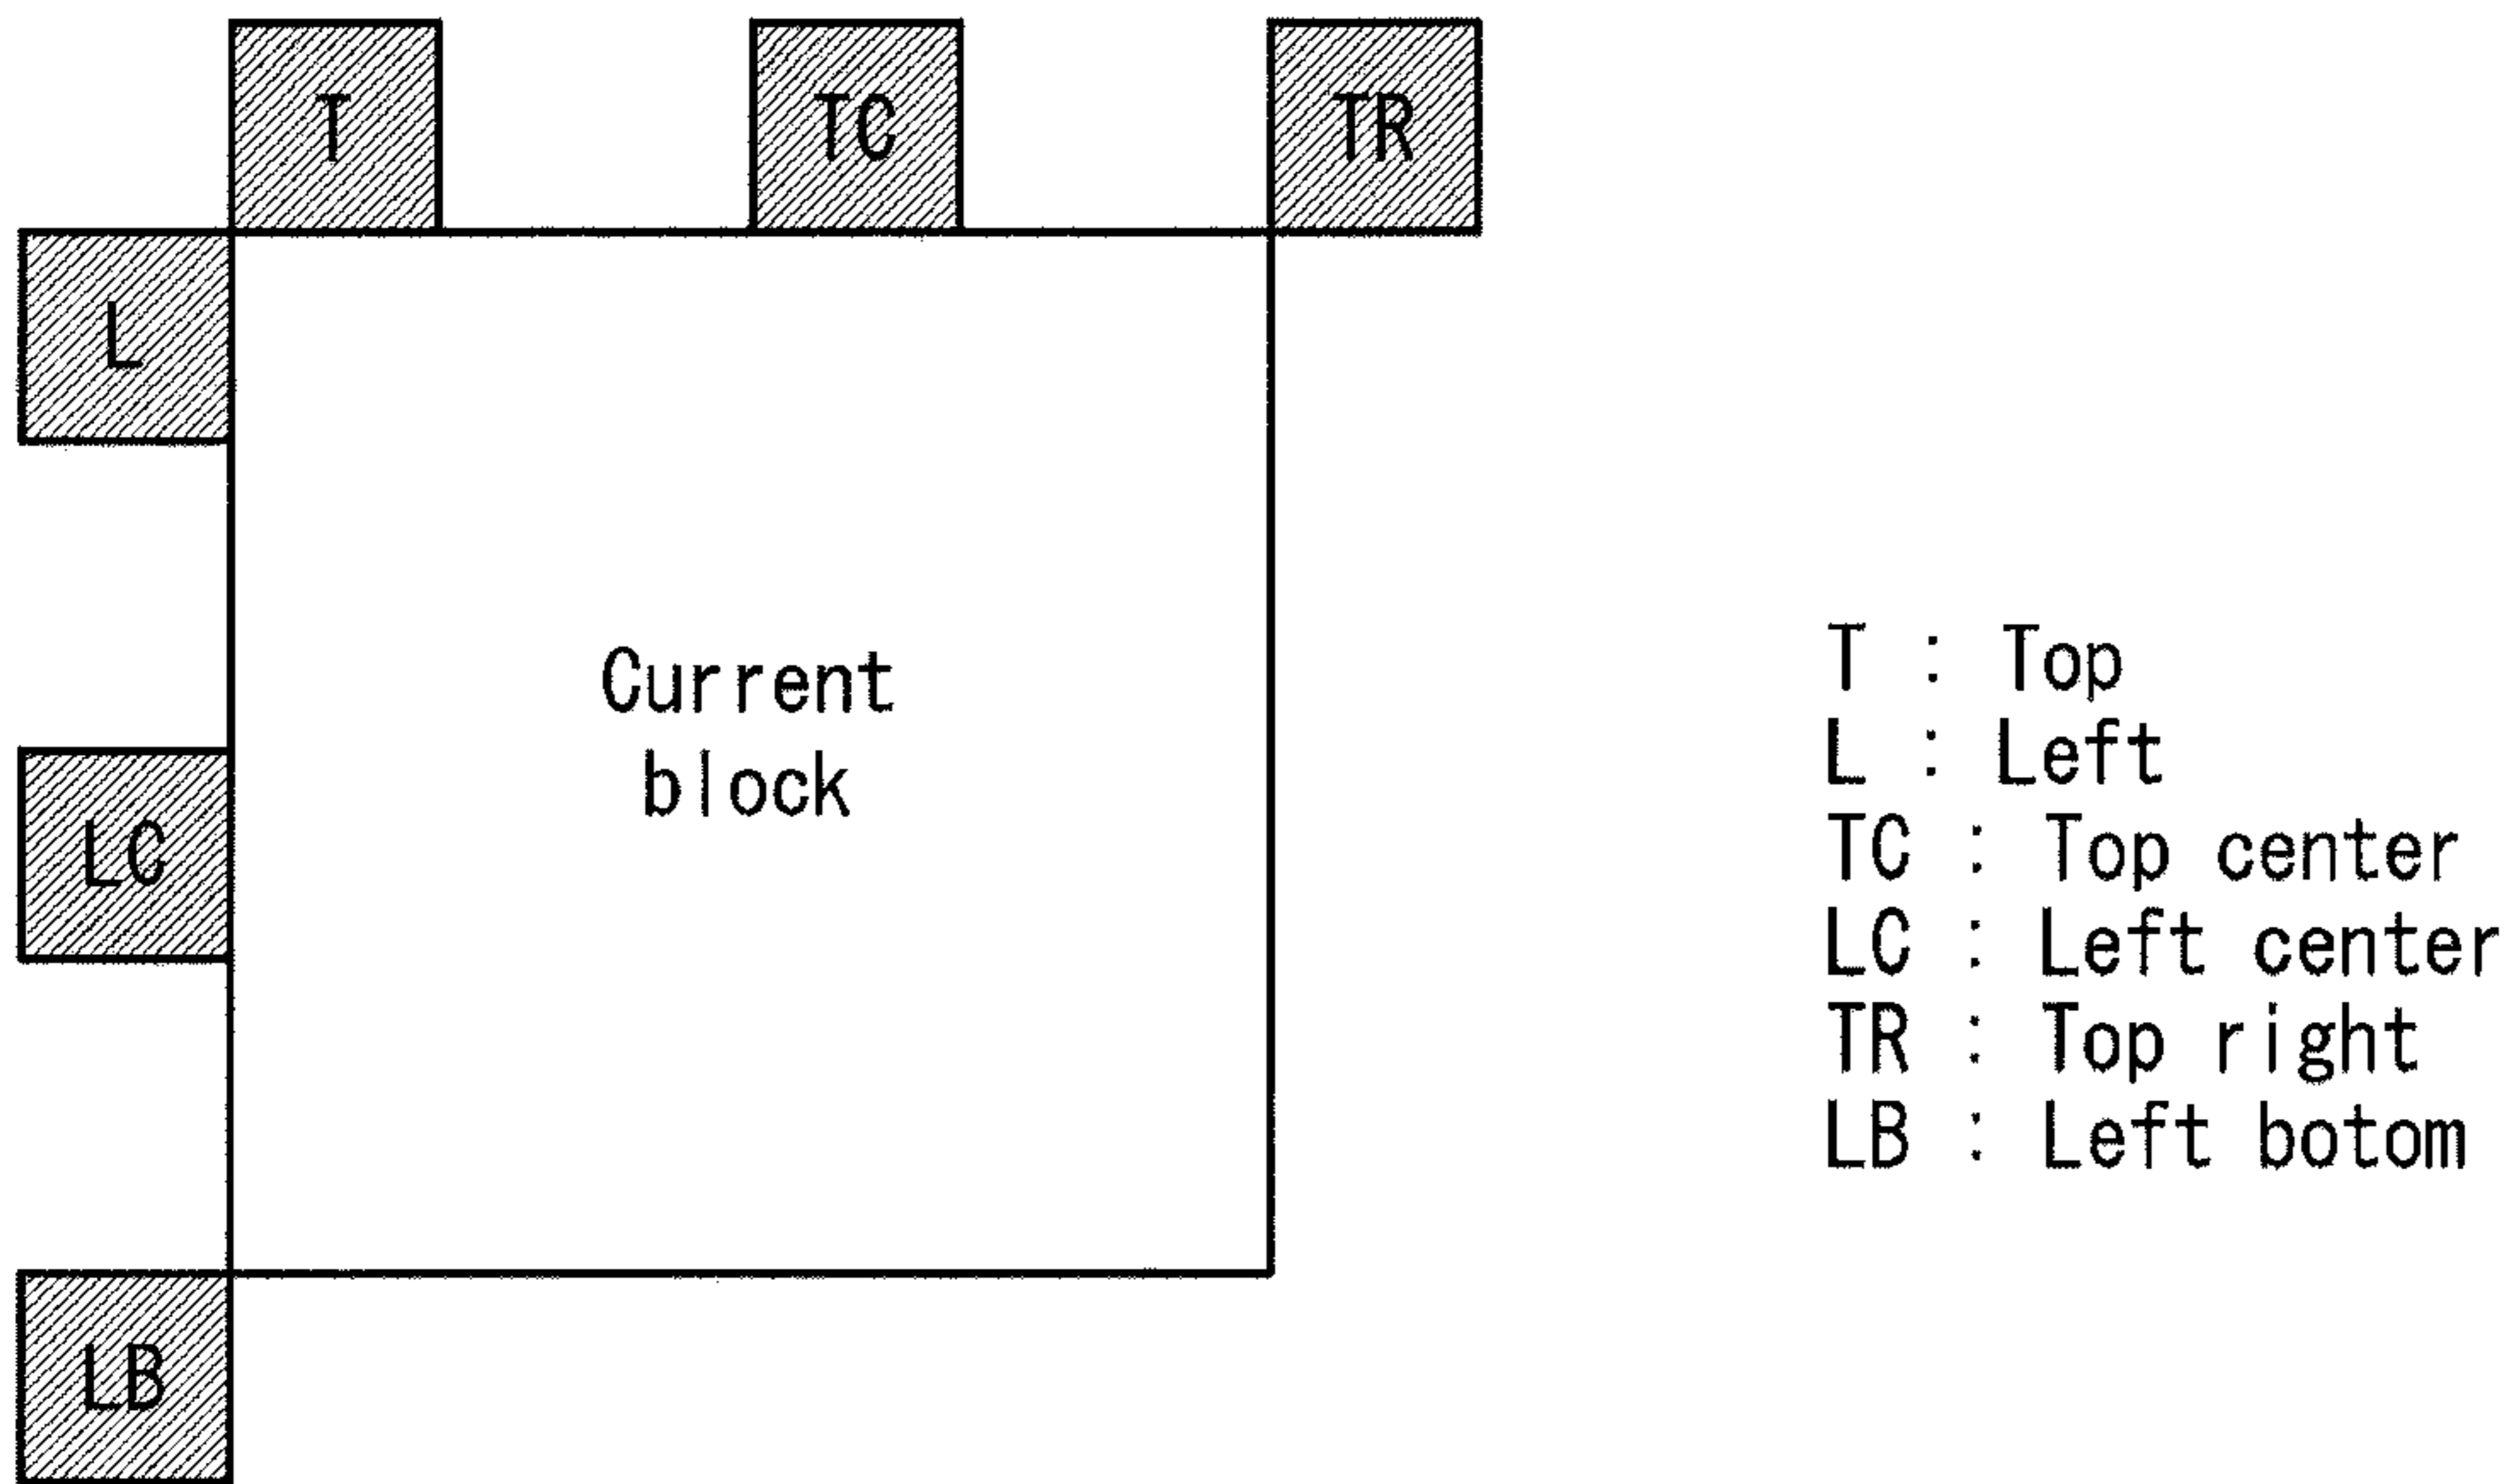 T
TC
TR
L
Current
block
LC
LB
T : Top
L : Left
TC : Top center
LC : Left center
TR : Top right
LB : Left botom